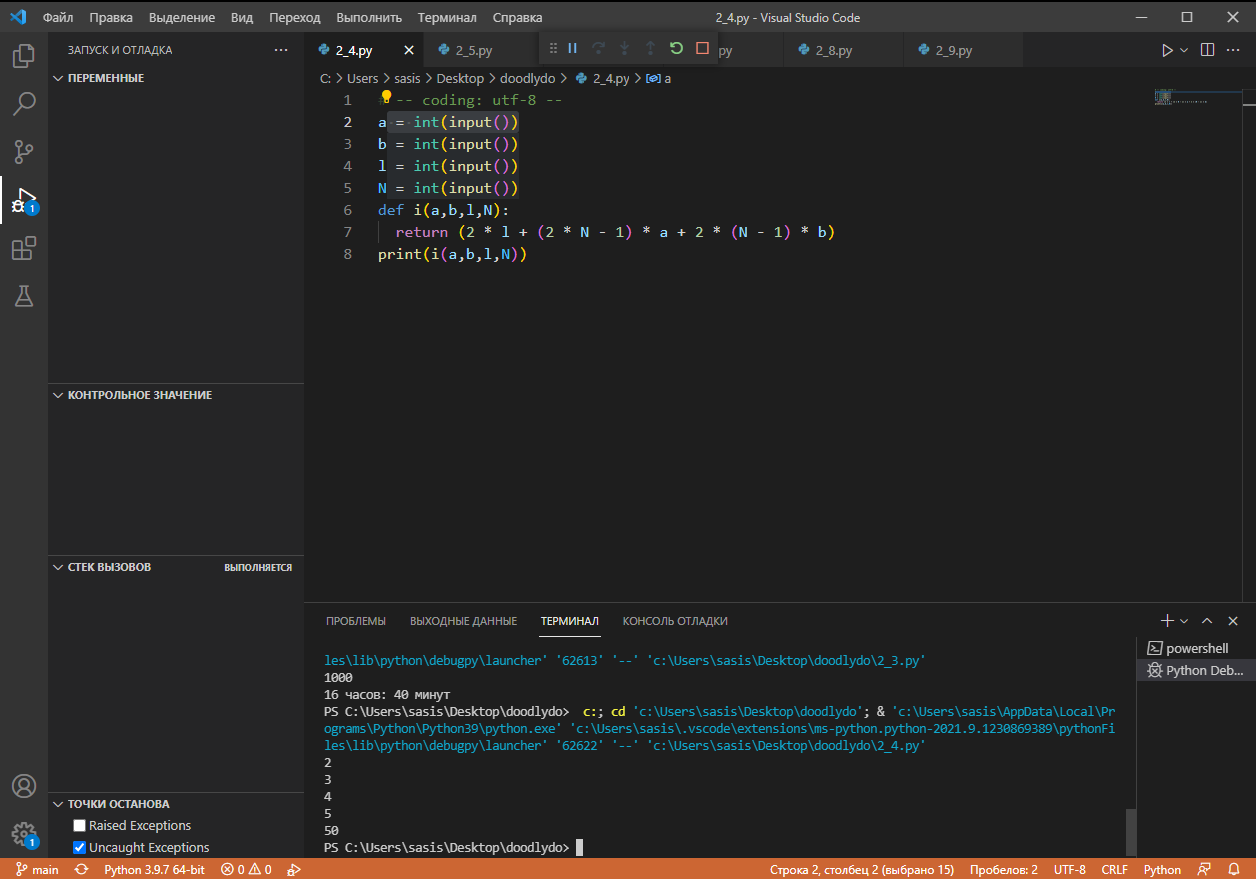 Файл Правка Выделение Вид Переход Выполнить Терминал Справка 2_4.py - Visual Studio Code
ЗАПУСК И ОТЛАДКА ...
2_4.py 2_5.py py 2_8.py 2_9.py
ПЕРЕМЕННЫЕ
C: > Users > sasis > Desktop > doodlydo > 2_4.py > a
1 # -- coding: utf-8 --
2 a = int(input())
3 b = int(input())
4 l = int(input())
5 N = int(input())
6 def i(a,b,l,N):
7 return (2 * l + (2 * N - 1) * a + 2 * (N - 1) * b)
8 print(i(a,b,l,N))
1
КОНТРОЛЬНОЕ ЗНАЧЕНИЕ
СТЕК ВЫЗОВОВ ВЫПОЛНЯЕТСЯ
ТОЧКИ ОСТАНОВА
Raised Exceptions
Uncaught Exceptions
1
ПРОБЛЕМЫ ВЫХОДНЫЕ ДАННЫЕ ТЕРМИНАЛ КОНСОЛЬ ОТЛАДКИ
les\lib\python\debugpy\launcher' '62613' '--' 'c:\Users\sasis\Desktop\doodlydo\2_3.py'
1000
16 часов: 40 минут
PS C:\Users\sasis\Desktop\doodlydo> c:; cd 'c:\Users\sasis\Desktop\doodlydo'; & 'c:\Users\sasis\AppData\Local\Pr
ograms\Python\Python39\python.exe' 'c:\Users\sasis\.vscode\extensions\ms-python.python-2021.9.1230869389\pythonFi
les\lib\python\debugpy\launcher' '62622' '--' 'c:\Users\sasis\Desktop\doodlydo\2_4.py'
2
3
4
5
50
PS C:\Users\sasis\Desktop\doodlydo>
powershell
Python Deb...
main Python 3.9.7 64-bit 0 0 Строка 2, столбец 2 (выбрано 15) Пробелов: 2 UTF-8 CRLF Python